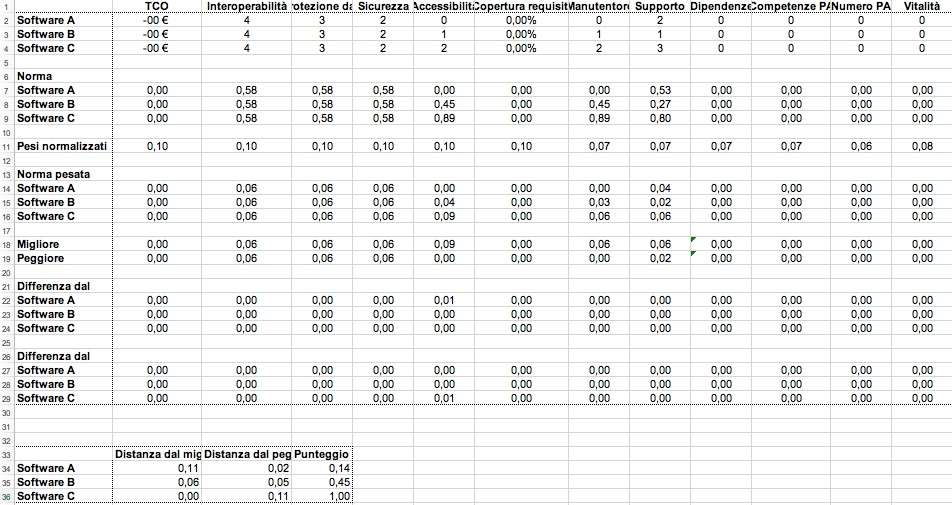 1 TCO Interoperabilità rotezione da Sicurezza Accessibilit Copertura requisit Manutentor Supporto Dipendenze Competenze PA Numero PA Vitalità
2 Software A -00 € 4 3 2 0 0,00% 0 2 0 0 0 0
3 Software B -00 € 4 3 2 1 0,00% 1 1 0 0 0 0
4 Software C -00 € 4 3 2 2 0,00% 2 3 0 0 0 0
5
6 Norma
7 Software A 0,00 0,58 0,58 0,58 0,00 0,00 0,00 0,53 0,00 0,00 0,00 0,00
8 Software B 0,00 0,58 0,58 0,58 0,45 0,00 0,45 0,27 0,00 0,00 0,00 0,00
9 Software C 0,00 0,58 0,58 0,58 0,89 0,00 0,89 0,80 0,00 0,00 0,00 0,00
10
11 Pesi normalizzati 0,10 0,10 0,10 0,10 0,10 0,10 0,07 0,07 0,07 0,07 0,06 0,08
12
13 Norma pesata
14 Software A 0,00 0,06 0,06 0,06 0,00 0,00 0,00 0,04 0,00 0,00 0,00 0,00
15 Software B 0,00 0,06 0,06 0,06 0,04 0,00 0,03 0,02 0,00 0,00 0,00 0,00
16 Software C 0,00 0,06 0,06 0,06 0,09 0,00 0,06 0,06 0,00 0,00 0,00 0,00
17
18 Migliore 0,00 0,06 0,06 0,06 0,09 0,00 0,06 0,06 0,00 0,00 0,00 0,00
19 Peggiore 0,00 0,06 0,06 0,06 0,00 0,00 0,00 0,02 0,00 0,00 0,00 0,00
20
21 Differenza dal
22 Software A 0,00 0,00 0,00 0,00 0,01 0,00 0,00 0,00 0,00 0,00 0,00 0,00
23 Software B 0,00 0,00 0,00 0,00 0,00 0,00 0,00 0,00 0,00 0,00 0,00 0,00
24 Software C 0,00 0,00 0,00 0,00 0,00 0,00 0,00 0,00 0,00 0,00 0,00 0,00
25
26 Differenza dal
27 Software A 0,00 0,00 0,00 0,00 0,00 0,00 0,00 0,00 0,00 0,00 0,00 0,00
28 Software B 0,00 0,00 0,00 0,00 0,00 0,00 0,00 0,00 0,00 0,00 0,00 0,00
29 Software C 0,00 0,00 0,00 0,00 0,01 0,00 0,00 0,00 0,00 0,00 0,00 0,00
30
31
32
33 Distanza dal mig Distanza dal peg Punteggio
34 Software A 0,11 0,02 0,14
35 Software B 0,06 0,05 0,45
36 Software C 0,00 0,11 1,00